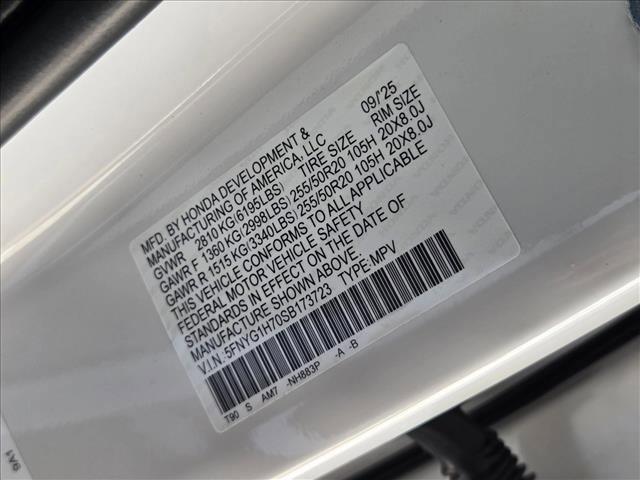 MFD. BY HONDA DEVELOPMENT &
MANUFACTURING OF AMERICA, LLC 09/'25
GVWR 2810 KG(6195LBS) TIRE SIZE RIM SIZE
GAWR F 1360 KG(2998LBS)255/50R20 105H 20X8.0J
GAWR R 1515 KG(3340LBS)255/50R20 105H 20X8.0J
THIS VEHICLE CONFORMS TO ALL APPLICABLE
FEDERAL MOTOR VEHICLE SAFETY
STANDARDS IN EFFECT ON THE DATE OF
MANUFACTURE SHOWN ABOVE.
V.I.N:5FNYG1H70SB173723 TYPE:MPV
T90 S AM7 -NH883P -A -B
9A1